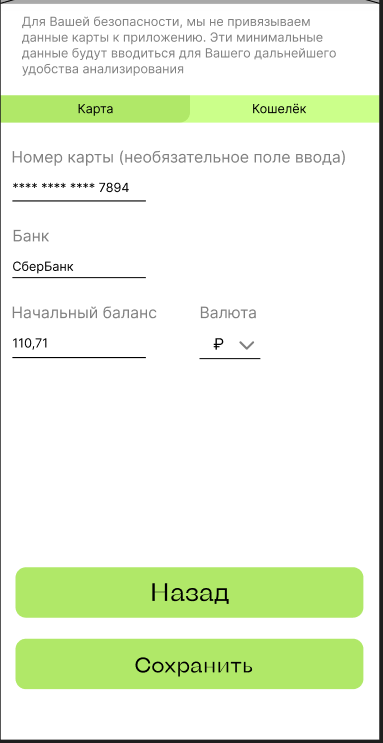 Для Вашей безопасности, мы не привязываем
данные карты к приложению. Эти минимальные
данные будут вводиться для Вашего дальнейшего
удобства анализирования
Карта Кошелёк
Номер карты (необязательное поле ввода)
**** **** **** 7894
Банк
СберБанк
Начальный баланс Валюта
110,71 ₽
Назад
Сохранить